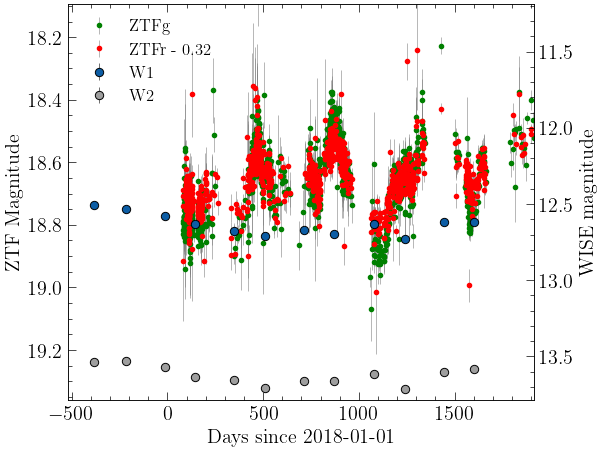 ZTFg
ZTFr - 0.32
W1
W2
18.2
18.4
18.6
18.8
19.0
19.2
ZTF Magnitude
11.5
12.0
12.5
13.0
13.5
WISE magnitude
−500
0
500
1000
1500
Days since 2018-01-01